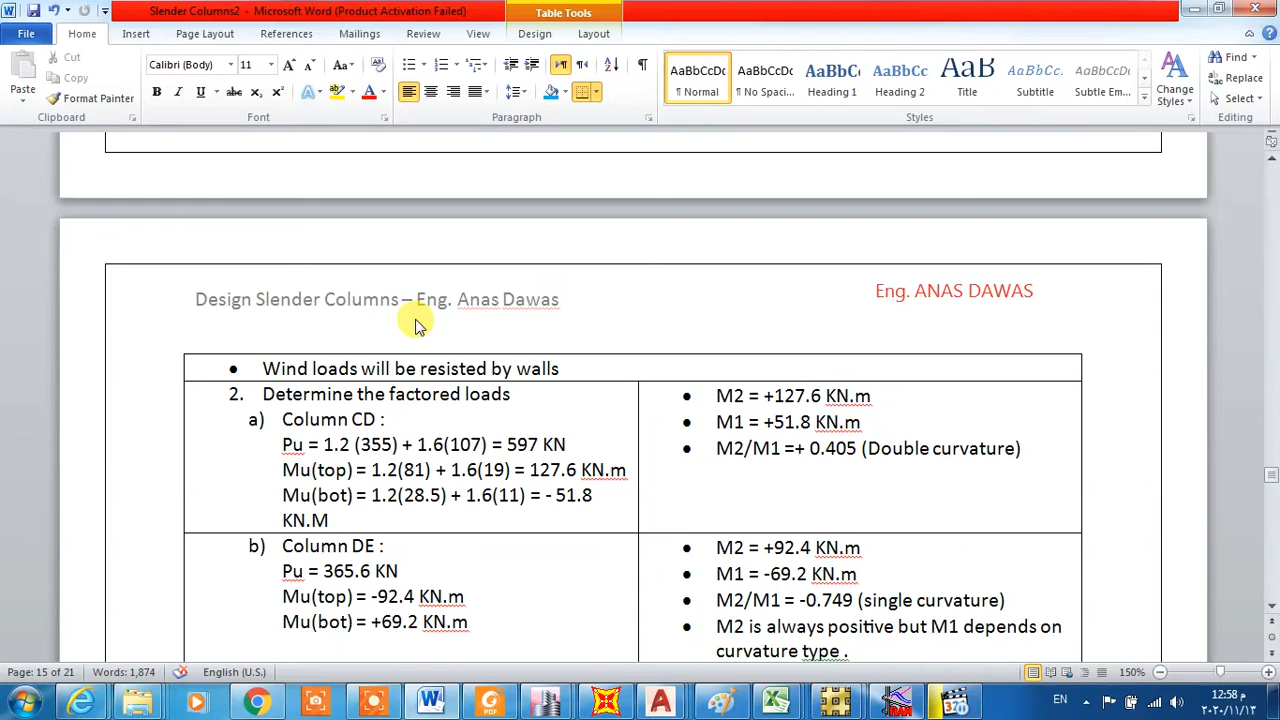 Slender Columns2 - Microsoft Word (Product Activation Failed)
Table Tools
File
Home
Insert
Page Layout
References
Mailings
Review
View
Design
Layout
Paste
Cut
Copy
Format Painter
Clipboard
Calibri (Body)
11
Font
Paragraph
AaBbCcDc
¶ Normal
AaBbCcDc
¶ No Spaci...
AaBbC
Heading 1
AaBbCc
Heading 2
AaBb
Title
AaBbCc.
Subtitle
AaBbCcDc
Subtle Em...
Change Styles
Styles
Find
Replace
Select
Editing
Design Slender Columns – Eng. Anas Dawas
Eng. ANAS DAWAS
• Wind loads will be resisted by walls
2. Determine the factored loads
a) Column CD :
Pu = 1.2 (355) + 1.6(107) = 597 KN
Mu(top) = 1.2(81) + 1.6(19) = 127.6 KN.m
Mu(bot) = 1.2(28.5) + 1.6(11) = - 51.8
KN.M
• M2 = +127.6 KN.m
• M1 = +51.8 KN.m
• M2/M1 =+ 0.405 (Double curvature)
b) Column DE :
Pu = 365.6 KN
Mu(top) = -92.4 KN.m
Mu(bot) = +69.2 KN.m
• M2 = +92.4 KN.m
• M1 = -69.2 KN.m
• M2/M1 = -0.749 (single curvature)
• M2 is always positive but M1 depends on
curvature type .
Page: 15 of 21
Words: 1,874
English (U.S.)
150%
EN
12:58 م
٢٠٢٠/١١/١٣